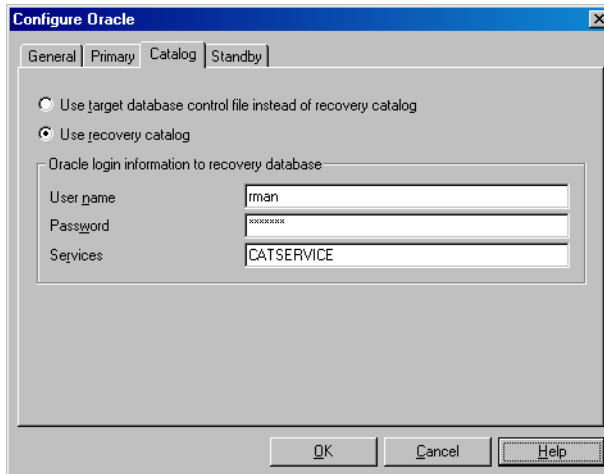 Configure Oracle
General Primary Catalog Standby
Use target database control file instead of recovery catalog
Use recovery catalog
Oracle login information to recovery database
User name rman
Password *******
Services CATSERVICE
OK Cancel Help